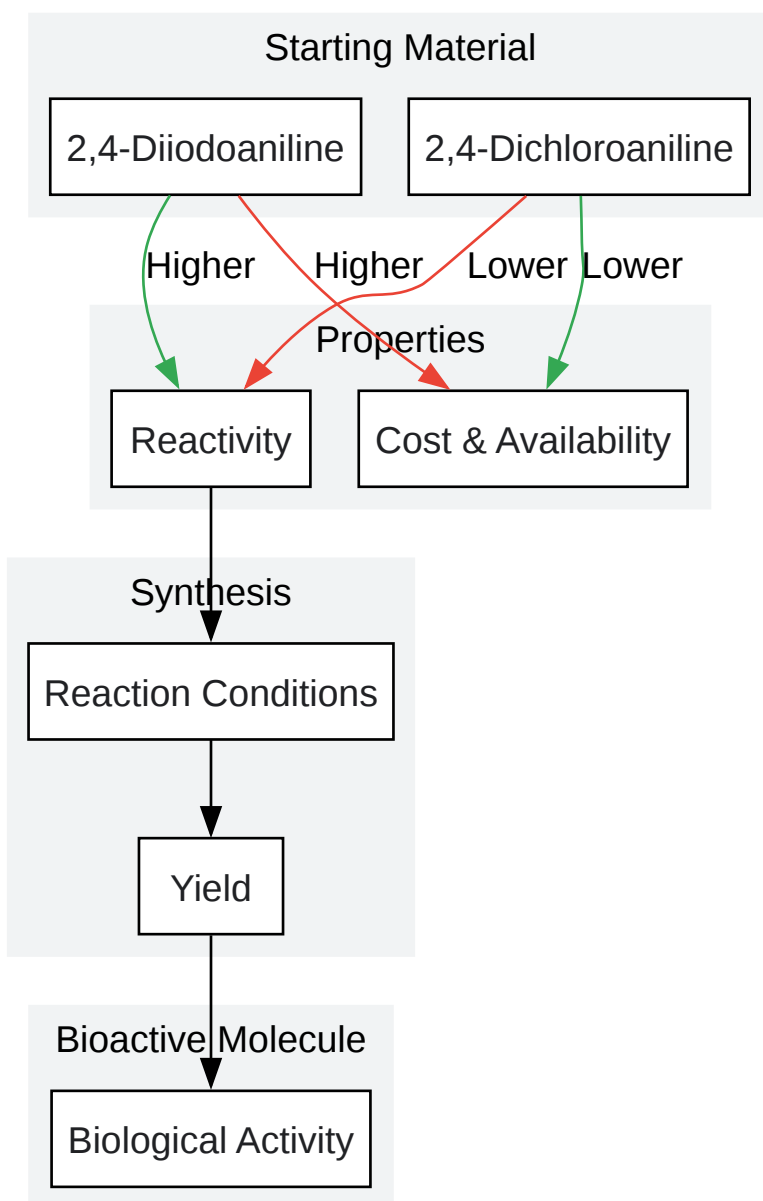 Starting Material
2,4-Diiodoaniline
2,4-Dichloroaniline
Higher
Higher
Lower
Lower
Properties
Reactivity
Cost & Availability
Synthesis
Reaction Conditions
Yield
Bioactive Molecule
Biological Activity